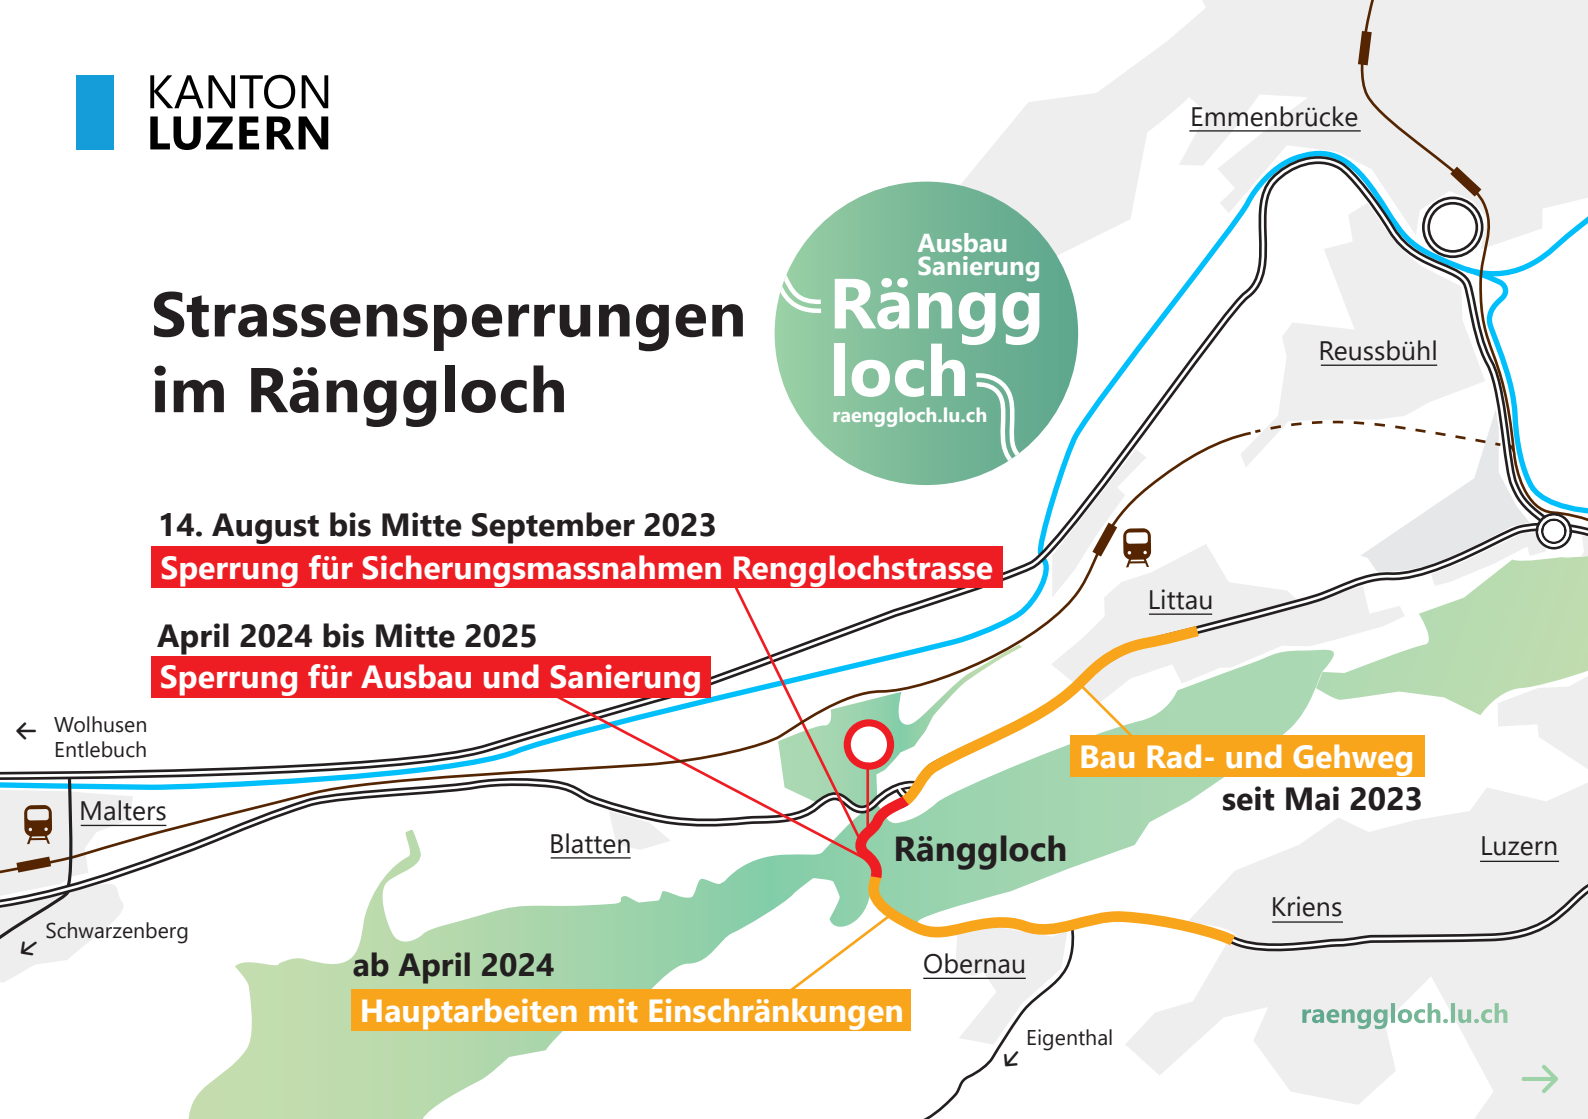 KANTON
LUZERN
Strassensperrungen
im Ränggloch
Ausbau
Sanierung
Rängg
loch
raenggloch.lu.ch
Emmenbrücke
Reussbühl
14. August bis Mitte September 2023
Sperrung für Sicherungsmassnahmen Rengglochstrasse
April 2024 bis Mitte 2025
Sperrung für Ausbau und Sanierung
Littau
← Wolhusen
Entlebuch
Malters
Blatten
Bau Rad- und Gehweg
seit Mai 2023
Ränggloch
Luzern
Kriens
Schwarzenberg
ab April 2024
Hauptarbeiten mit Einschränkungen
Obernau
Eigenthal
raenggloch.lu.ch